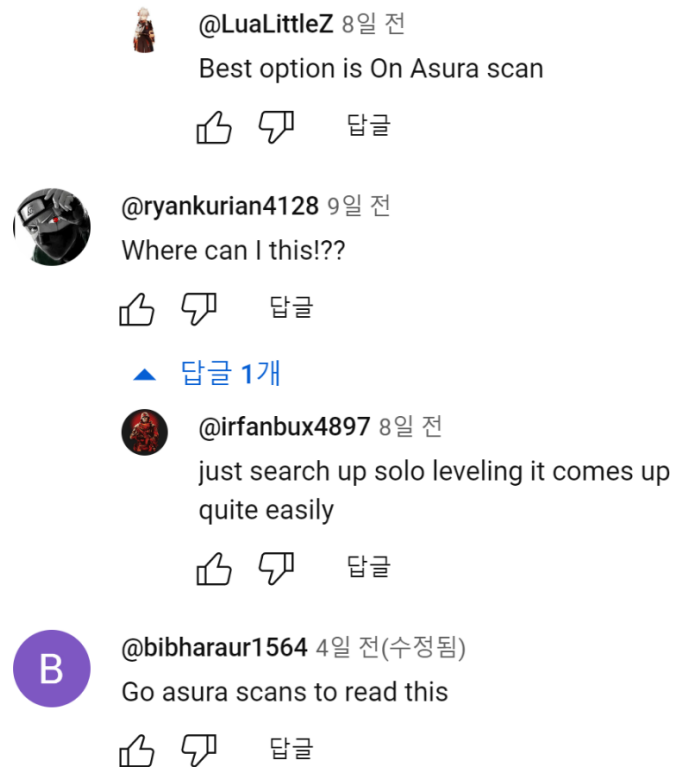 @LuaLittleZ 8일 전
Best option is On Asura scan
답글
@ryankurian4128 9일 전
Where can I this!??
답글
답글 1개
@irfanbux4897 8일 전
just search up solo leveling it comes up
quite easily
답글
B
@bibharaur1564 4일 전(수정됨)
Go asura scans to read this
답글